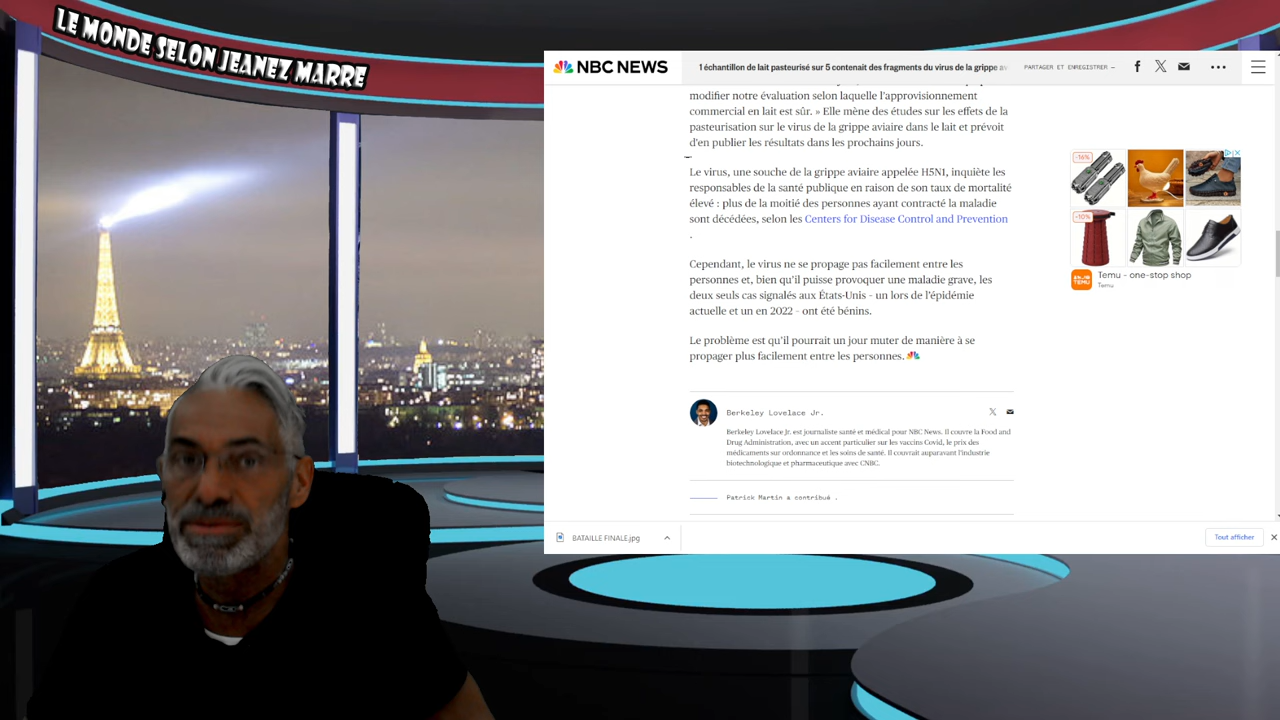 LE MONDE SELON JEANEZ MARRE
NBC NEWS
1 échantillon de lait pasteurisé sur 5 contenait des fragments du virus de la grippe
PARTAGER ET ENREGISTRER —
modifier notre évaluation selon laquelle l'approvisionnement
commercial en lait est sûr. » Elle mène des études sur les effets de la
pasteurisation sur le virus de la grippe aviaire dans le lait et prévoit
d'en publier les résultats dans les prochains jours.
Le virus, une souche de la grippe aviaire appelée H5N1, inquiète les
responsables de la santé publique en raison de son taux de mortalité
élevé : plus de la moitié des personnes ayant contracté la maladie
sont décédées, selon les Centers for Disease Control and Prevention
.
Cependant, le virus ne se propage pas facilement entre les
personnes et, bien qu'il puisse provoquer une maladie grave, les
deux seuls cas signalés aux États-Unis - un lors de l'épidémie
actuelle et un en 2022 - ont été bénins.
Le problème est qu'il pourrait un jour muter de manière à se
propager plus facilement entre les personnes.
Berkeley Lovelace Jr.
Berkeley Lovelace Jr. est journaliste santé et médical pour NBC News. Il couvre la Food and
Drug Administration, avec un accent particulier sur les vaccins Covid, le prix des
médicaments sur ordonnance et les soins de santé. Il couvrait auparavant l'industrie
biotechnologique et pharmaceutique avec CNBC.
Patrick Martin a contribué .
-16%
-10%
TEMU
Temu - one-stop shop
Temu
BATAILLE FINALE.jpg
Tout afficher